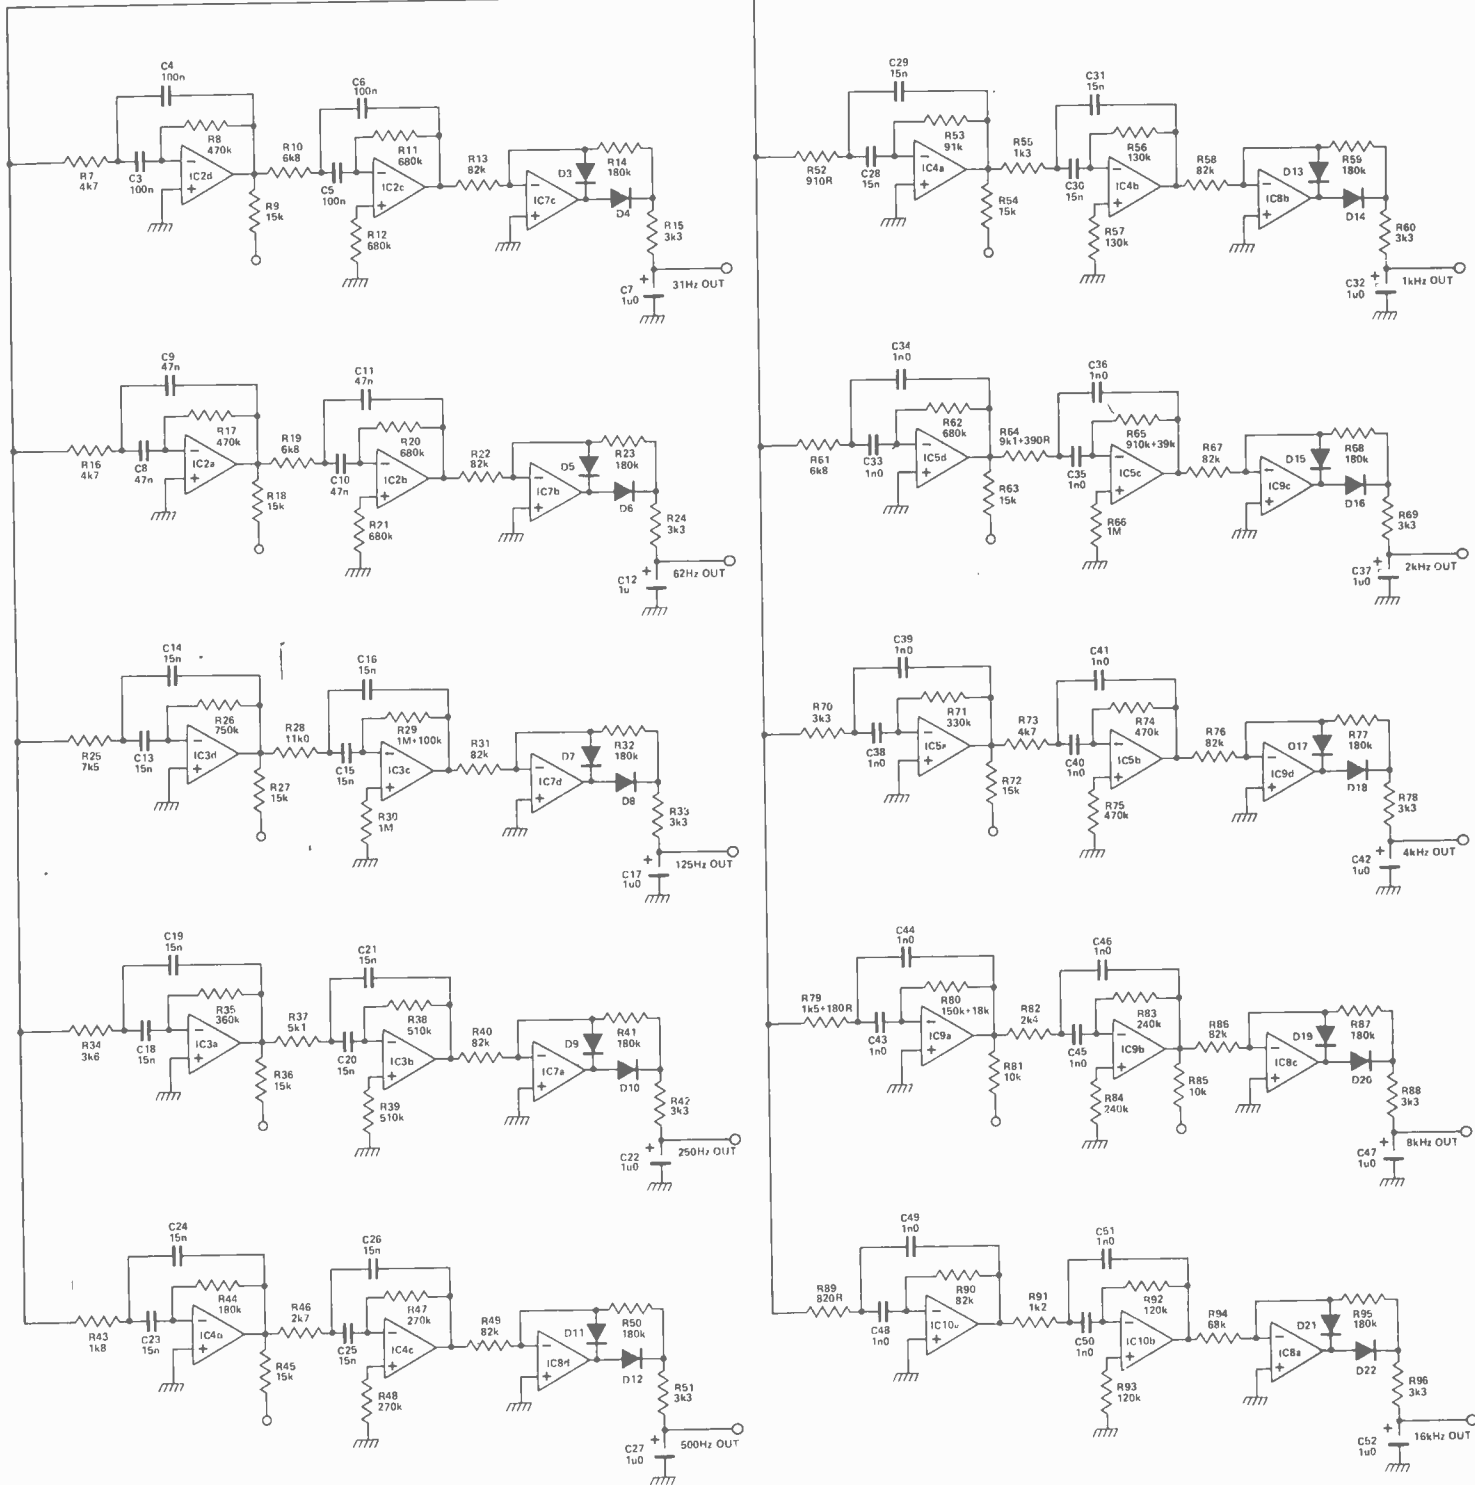 C4
100n
C6
100n
R8
470k
R10
6k8
R11
680k
R13
82k
R14
180k
D3
R7
4k7
C3
100n
IC2d
C5
100n
IC2c
IC7c
D4
R9
15k
R12
680k
R15
3k3
C7
1u0
+
31Hz OUT
C9
47n
C11
47n
R17
470k
R19
6k8
R20
680k
R22
82k
R23
180k
D5
R16
4k7
C8
47n
IC2a
C10
47n
IC2b
IC7b
D6
R18
15k
R21
680k
R24
3k3
C12
1u
+
62Hz OUT
C14
15n
C16
15n
R26
750k
R28
11k0
R29
1M+100k
R31
82k
R32
180k
D7
R25
7k5
C13
15n
IC3d
C15
15n
IC3c
IC7d
D8
R27
15k
R30
1M
R33
3k3
C17
1u0
+
125Hz OUT
C19
15n
C21
15n
R35
360k
R37
5k1
R38
510k
R40
82k
R41
180k
D9
R34
3k6
C18
15n
IC3a
C20
15n
IC3b
IC7a
D10
R36
15k
R39
510k
R42
3k3
C22
1u0
+
250Hz OUT
C24
15n
C26
15n
R44
180k
R46
2k7
R47
270k
R49
82k
R50
180k
D11
R43
1k8
C23
15n
C25
15n
IC4c
IC8d
D12
R45
15k
R48
270k
R51
3k3
C27
1u0
+
500Hz OUT
C29
15n
C31
15n
R53
91k
R55
1k3
R56
130k
R58
82k
R59
180k
D13
R52
910R
C28
15n
IC4a
C30
15n
IC4b
IC8b
D14
R54
15k
R57
130k
R60
3k3
C32
1u0
+
1kHz OUT
C34
1n0
C36
1n0
R62
680k
R64
9k1+390R
R65
910k+39k
R67
82k
R68
180k
D15
R61
6k8
C33
1n0
IC5d
C35
1n0
IC5c
IC9c
D16
R63
15k
R66
1M
R69
3k3
C37
1u0
+
2kHz OUT
C39
1n0
C41
1n0
R70
3k3
R71
330k
R73
4k7
R74
470k
R76
82k
R77
180k
D17
C38
1n0
IC5a
C40
1n0
IC5b
IC9d
D18
R72
15k
R75
470k
R78
3k3
C42
1u0
+
4kHz OUT
C44
1n0
C46
1n0
R79
1k5+180R
R80
150k+18k
R82
2k4
R83
240k
R86
82k
R87
180k
D19
C43
1n0
IC9a
C45
1n0
IC9b
IC8c
D20
R81
10k
R84
240k
R85
10k
R88
3k3
C47
1u0
+
8kHz OUT
C49
1n0
C51
1n0
R89
820R
R90
82k
R91
1k2
R92
120k
R94
68k
R95
180k
D21
C48
1n0
IC10a
C50
1n0
IC10b
IC8a
D22
R93
120k
R96
3k3
C52
1u0
+
16kHz OUT